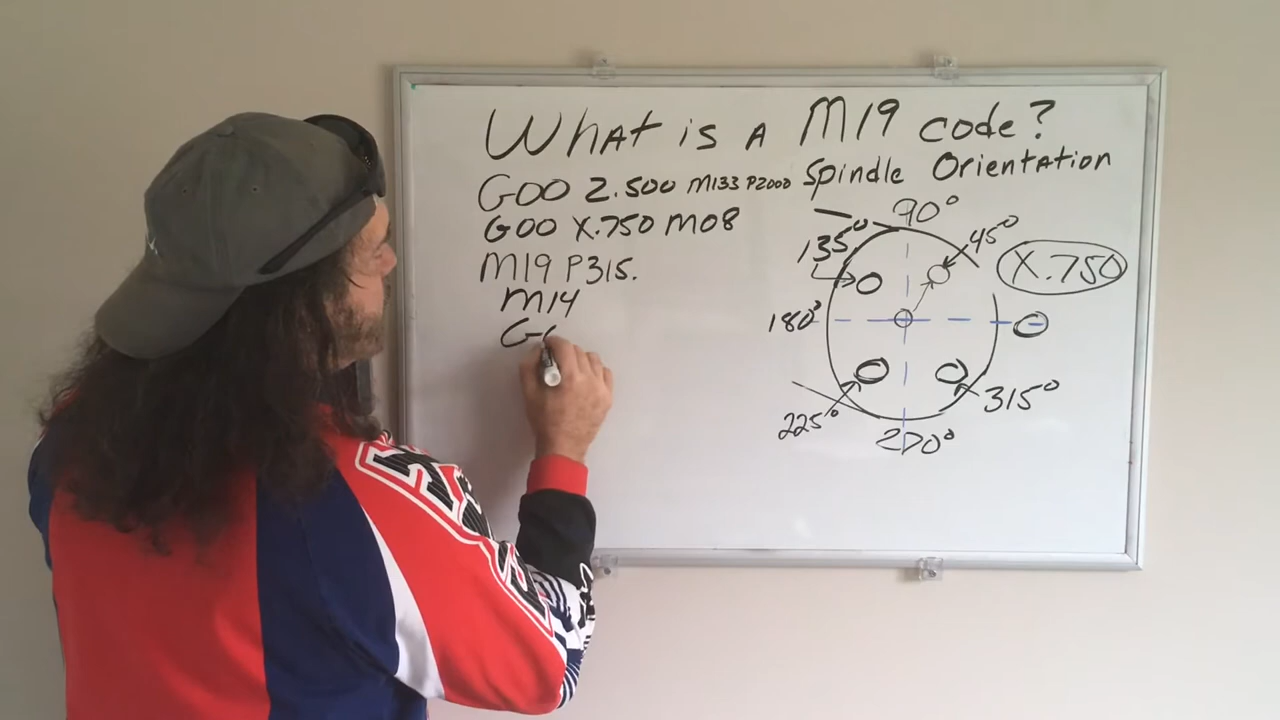 What is a M19 code?
G00 Z.500 M133 P2000 Spindle Orientation
G00 X.750 M08
M19 P315.
M14
G0
90°
135°
45°
X.750
180°
225°
315°
270°